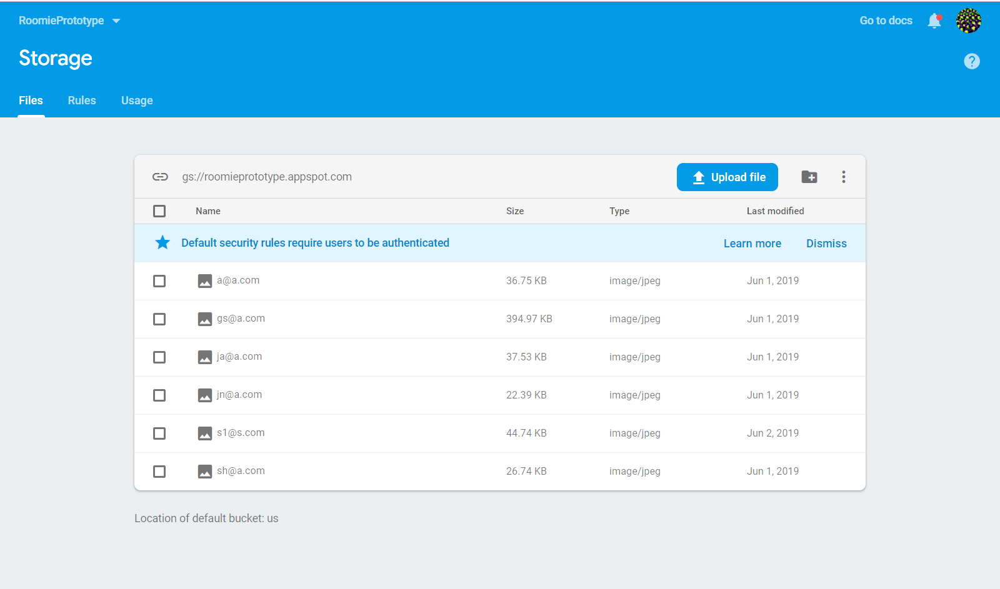 RoomiePrototype
Go to docs
Storage
?
Files Rules Usage
gs://roomieprototype.appspot.com
Upload file
Name Size Type Last modified
Default security rules require users to be authenticated
Learn more Dismiss
a@a.com 36.75 KB image/jpeg Jun 1, 2019
gs@a.com 394.97 KB image/jpeg Jun 1, 2019
ja@a.com 37.53 KB image/jpeg Jun 1, 2019
jn@a.com 22.39 KB image/jpeg Jun 1, 2019
s1@s.com 44.74 KB image/jpeg Jun 2, 2019
sh@a.com 26.74 KB image/jpeg Jun 1, 2019
Location of default bucket: us